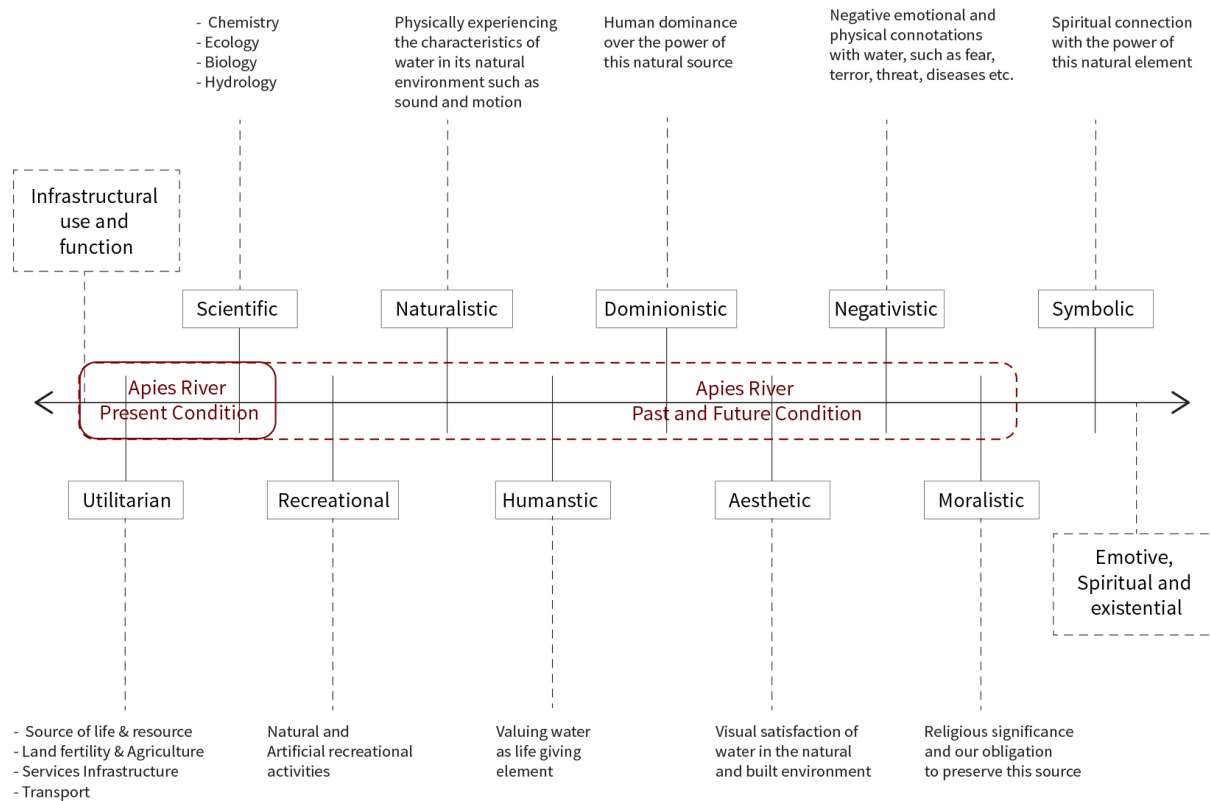 -  Chemistry
- Ecology
- Biology
- Hydrology
Physically experiencing
the characteristics of
water in its natural
environment such as
sound and motion
Human dominance
over the power of
this natural source
Negative emotional and
physical connotations
with water, such as fear,
terror, threat, diseases etc.
Spiritual connection
with the power of
this natural element
Infrastructural
use and
function
Scientific
Naturalistic
Dominionistic
Negativistic
Symbolic
Apies River
Present Condition
Apies River
Past and Future Condition
Utilitarian
Recreational
Humanstic
Aesthetic
Moralistic
Emotive,
Spiritual and
existential
-  Source of life & resource
- Land fertility & Agriculture
- Services Infrastructure
- Transport
Natural and
Artificial recreational
activities
Valuing water
as life giving
element
Visual satisfaction of
water in the natural
and built environment
Religious significance
and our obligation
to preserve this source